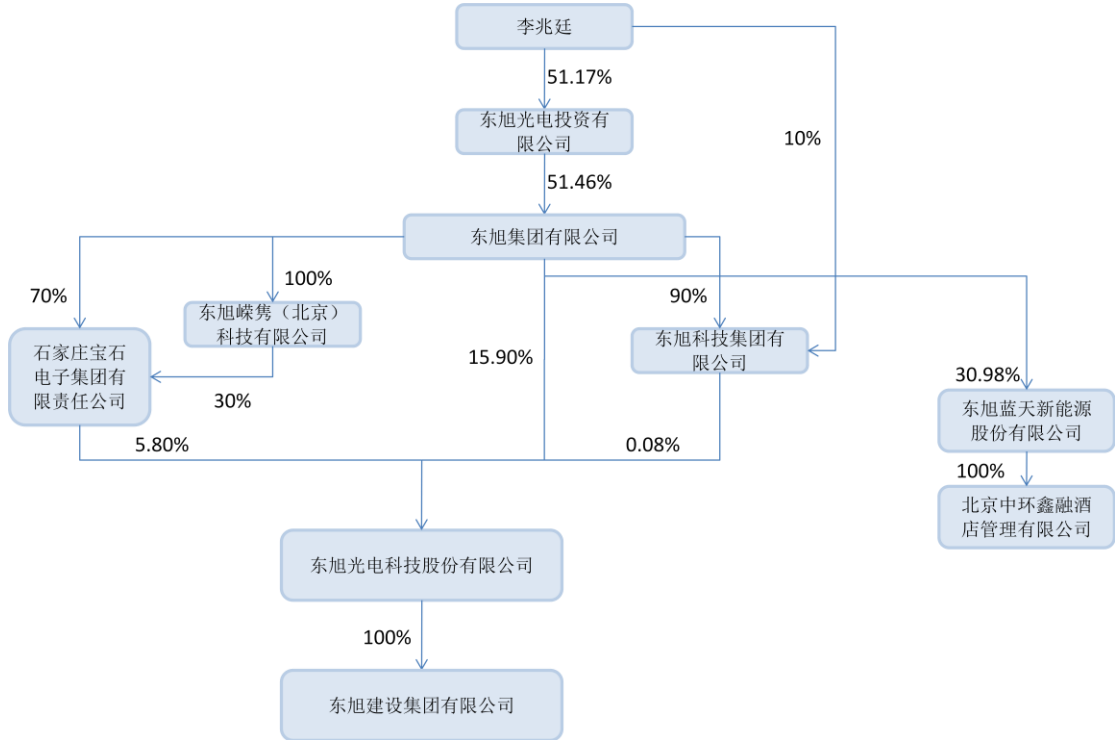 李兆廷
51.17%
东旭光电投资有
限公司
10%
51.46%
东旭集团有限公司
100%
70%
90%
东旭嵘隽（北京）
科技有限公司
石家庄宝石
电子集团有
限责任公司
15.90%
东旭科技集团有
限公司
30.98%
30%
东旭蓝天新能源
股份有限公司
5.80%
0.08%
100%
北京中环鑫融酒
店管理有限公司
东旭光电科技股份有限公司
100%
东旭建设集团有限公司